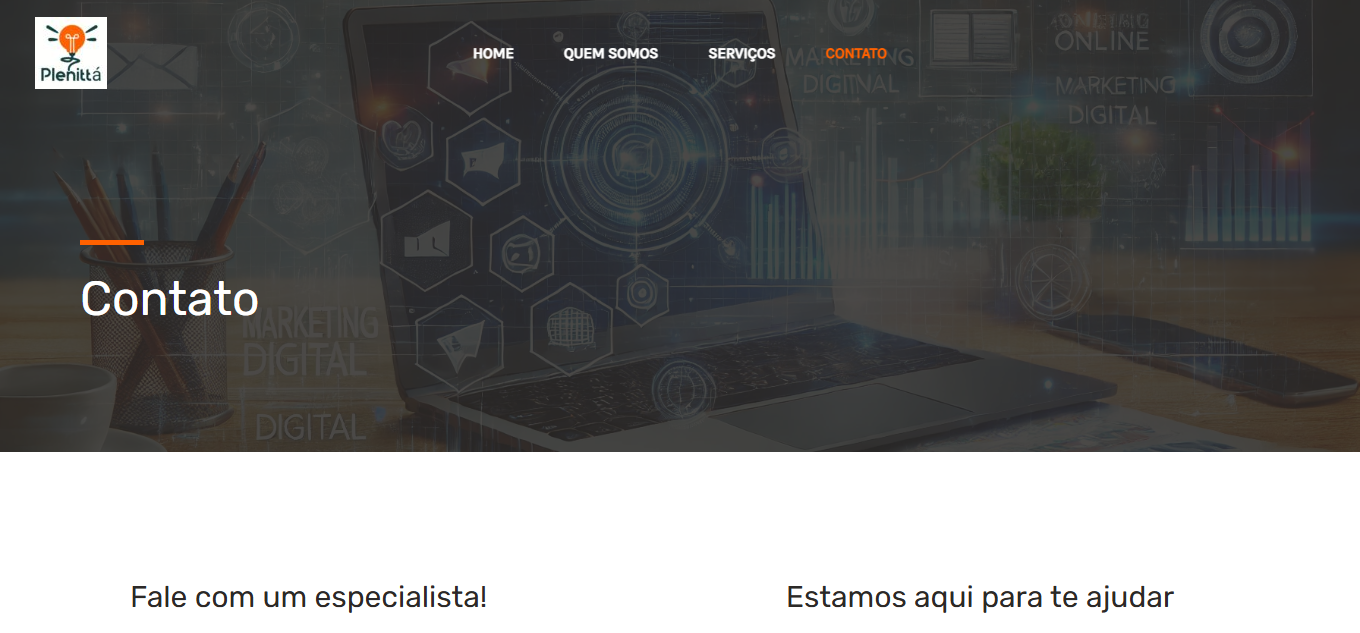 Plenittá
HOME
QUEM SOMOS
SERVIÇOS
CONTATO
ONLINE
MARKETING
DIGITNAL
MARKETING
DIGITAL
Contato
MARKETING
DIGITAL
DIGITAL
Fale com um especialista!
Estamos aqui para te ajudar